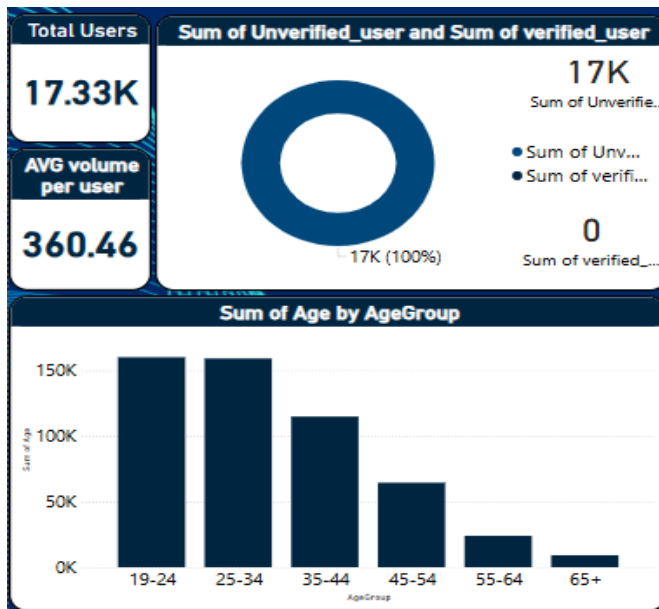 Total Users
17.33K
AVG volume
per user
360.46
Sum of Unverified_user and Sum of verified_user
17K
Sum of Unverifie...
Sum of Unv...
Sum of verifi...
17K (100%)
0
Sum of verified_...
Sum of Age by AgeGroup
Sum of Age
150K
100K
50K
0K
19-24 25-34 35-44 45-54 55-64 65+
AgeGroup